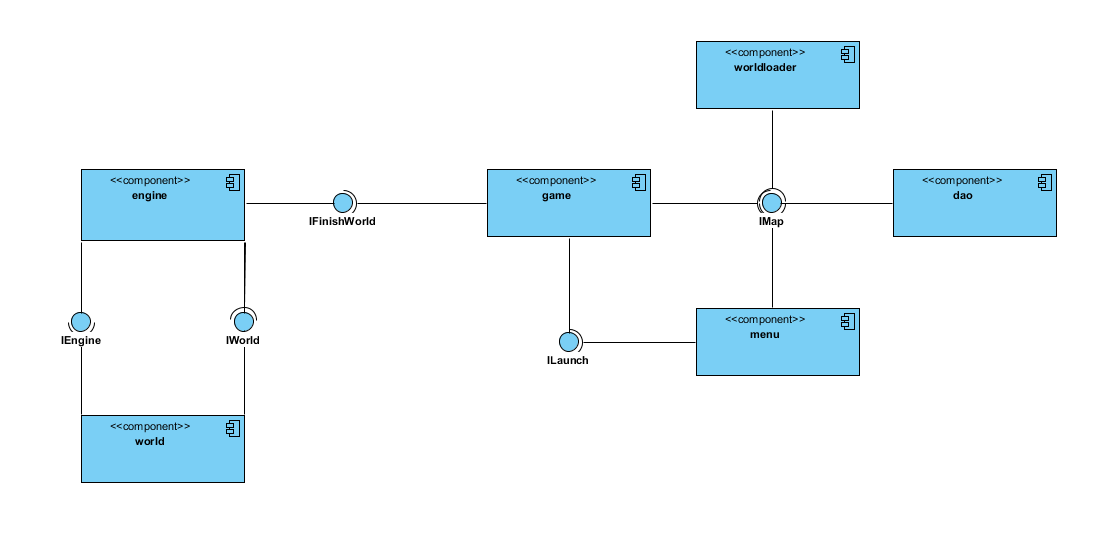 <<component>>
worldloader
<<component>>
engine
<<component>>
game
<<component>>
dao
IFinishWorld
IMap
<<component>>
menu
IEngine
IWorld
ILaunch
<<component>>
world